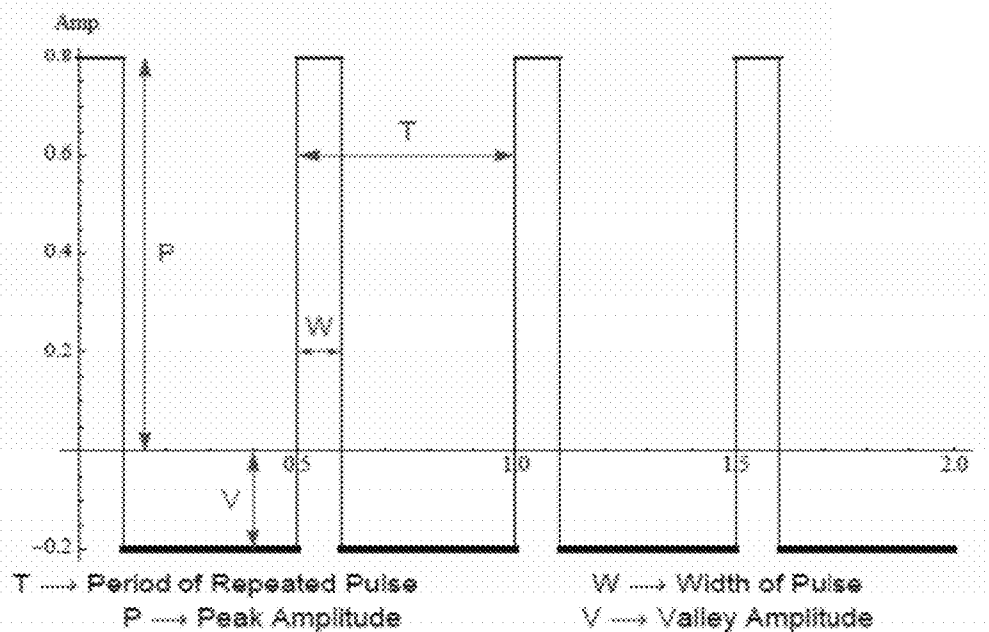 Amp
0.8
T
0.6
P
0.4
W
0.2
0.5 1.0 1.5 2.0
V
-0.2
T → Period of Repeated Pulse W → Width of Pulse
P → Peak Amplitude V → Valley Amplitude